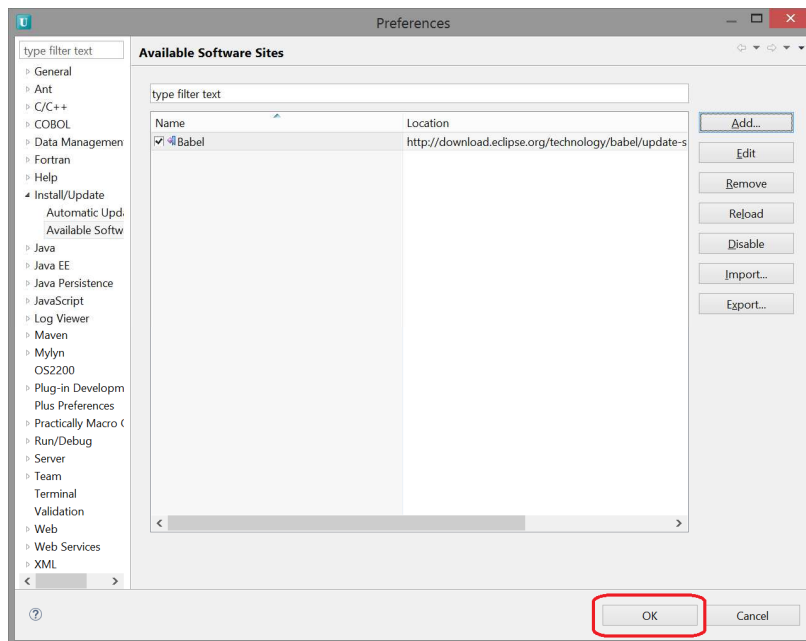 U
Preferences
type filter text
Available Software Sites
General
Ant
C/C++
COBOL
Data Managemen
Fortran
Help
Install/Update
Automatic Upd
Available Softw
Java
Java EE
Java Persistence
JavaScript
Log Viewer
Maven
Mylyn
OS2200
Plug-in Developm
Plus Preferences
Practically Macro (
Run/Debug
Server
Team
Terminal
Validation
Web
Web Services
XML
type filter text
Name Location
Babel http://download.eclipse.org/technology/babel/update-s
Add...
Edit
Remove
Reload
Disable
Import...
Export...
?
OK
Cancel